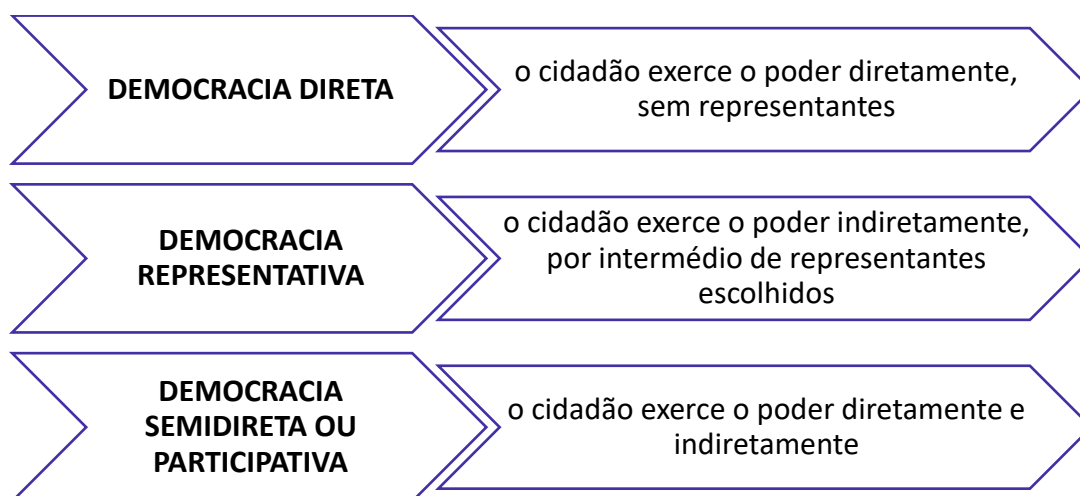 DEMOCRACIA DIRETA
o cidadão exerce o poder diretamente,
sem representantes
DEMOCRACIA
REPRESENTATIVA
o cidadão exerce o poder indiretamente,
por intermédio de representantes
escolhidos
DEMOCRACIA
SEMIDIRETA OU
PARTICIPATIVA
o cidadão exerce o poder diretamente e
indiretamente